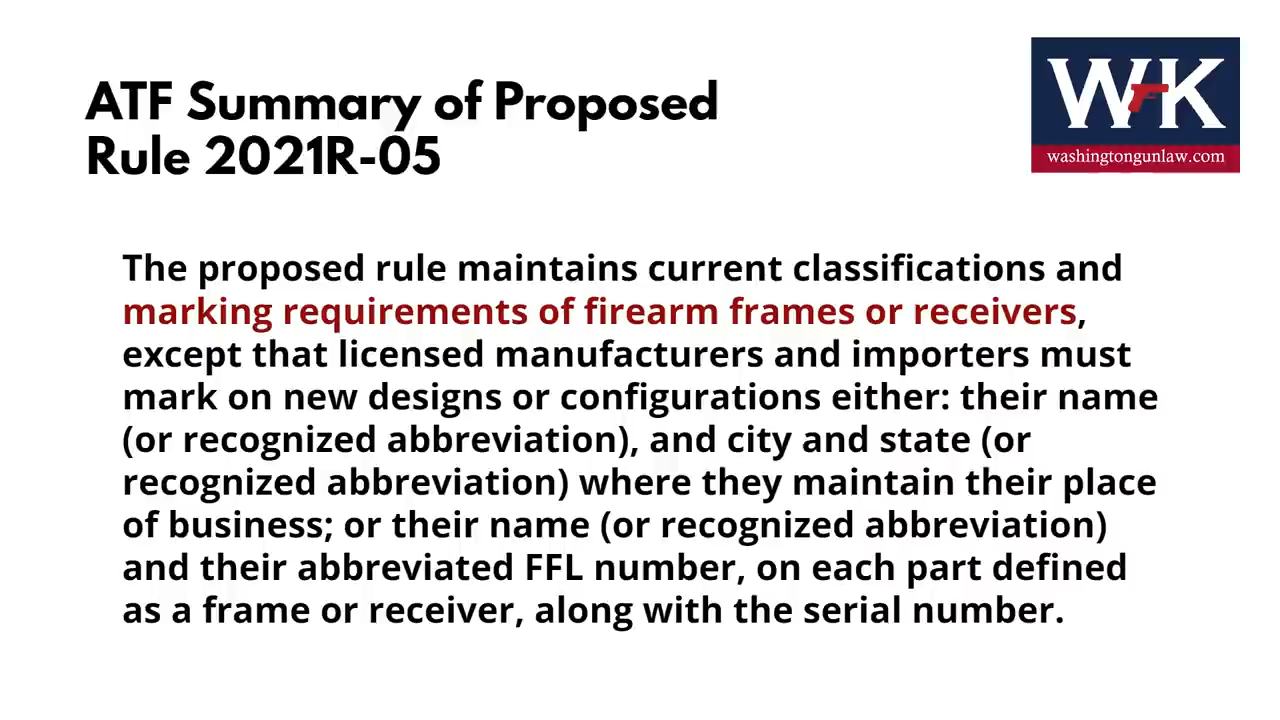 ATF Summary of Proposed
Rule 2021R-05
WK
washingtongunlaw.com
The proposed rule maintains current classifications and
marking requirements of firearm frames or receivers,
except that licensed manufacturers and importers must
mark on new designs or configurations either: their name
(or recognized abbreviation), and city and state (or
recognized abbreviation) where they maintain their place
of business; or their name (or recognized abbreviation)
and their abbreviated FFL number, on each part defined
as a frame or receiver, along with the serial number.